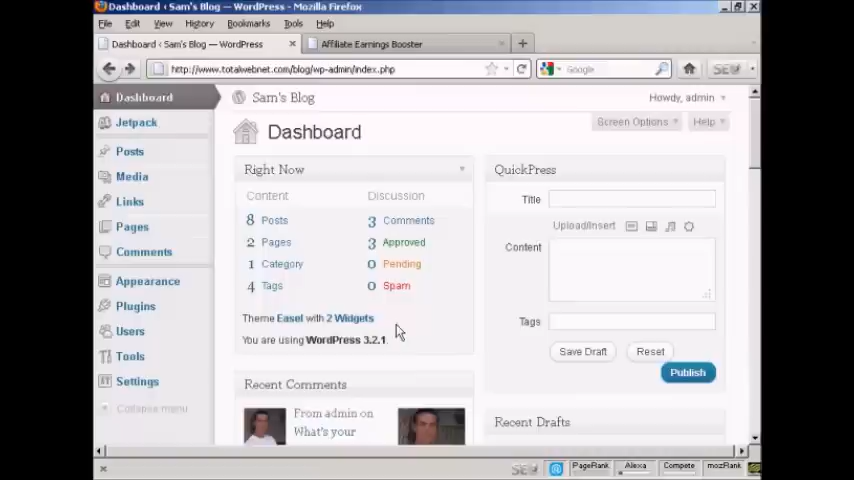 Dashboard ‹ Sam's Blog — WordPress - Mozilla Firefox
File Edit View History Bookmarks Tools Help
Dashboard ‹ Sam's Blog — WordPress × Affiliate Earnings Booster × +
http://www.totalwebnet.com/blog/wp-admin/index.php Google
Dashboard Sam's Blog Howdy, admin
Jetpack Dashboard Screen Options Help
Posts
Media
Links
Pages
Comments
Appearance
Plugins
Users
Tools
Settings
Collapse menu
Right Now
Content Discussion
8 Posts 3 Comments
2 Pages 3 Approved
1 Category 0 Pending
4 Tags 0 Spam
Theme Easel with 2 Widgets
You are using WordPress 3.2.1.
Recent Comments
From admin on
What's your
QuickPress
Title
Upload/Insert
Content
Tags
Save Draft Reset
Publish
Recent Drafts
PageRank Alexa Compete mozRank